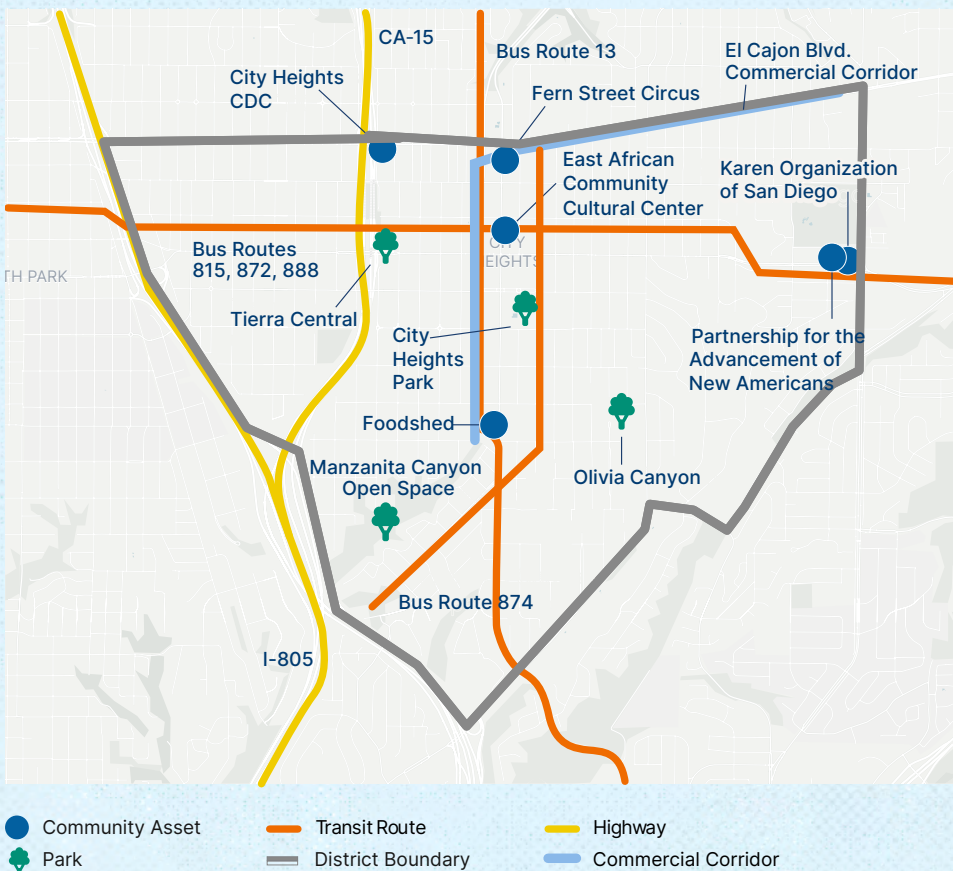 CA-15
Bus Route 13
El Cajon Blvd.
Commercial Corridor
City Heights
CDC
Fern Street Circus
East African
Community
Cultural Center
Karen Organization
of San Diego
Bus Routes
815, 872, 888
CITY
EIGHTS
TH PARK
Tierra Central
City
Heights
Park
Partnership for the
Advancement of
New Americans
Foodshed
Manzanita Canyon
Open Space
Olivia Canyon
Bus Route 874
I-805
Community Asset
Transit Route
Highway
Park
District Boundary
Commercial Corridor